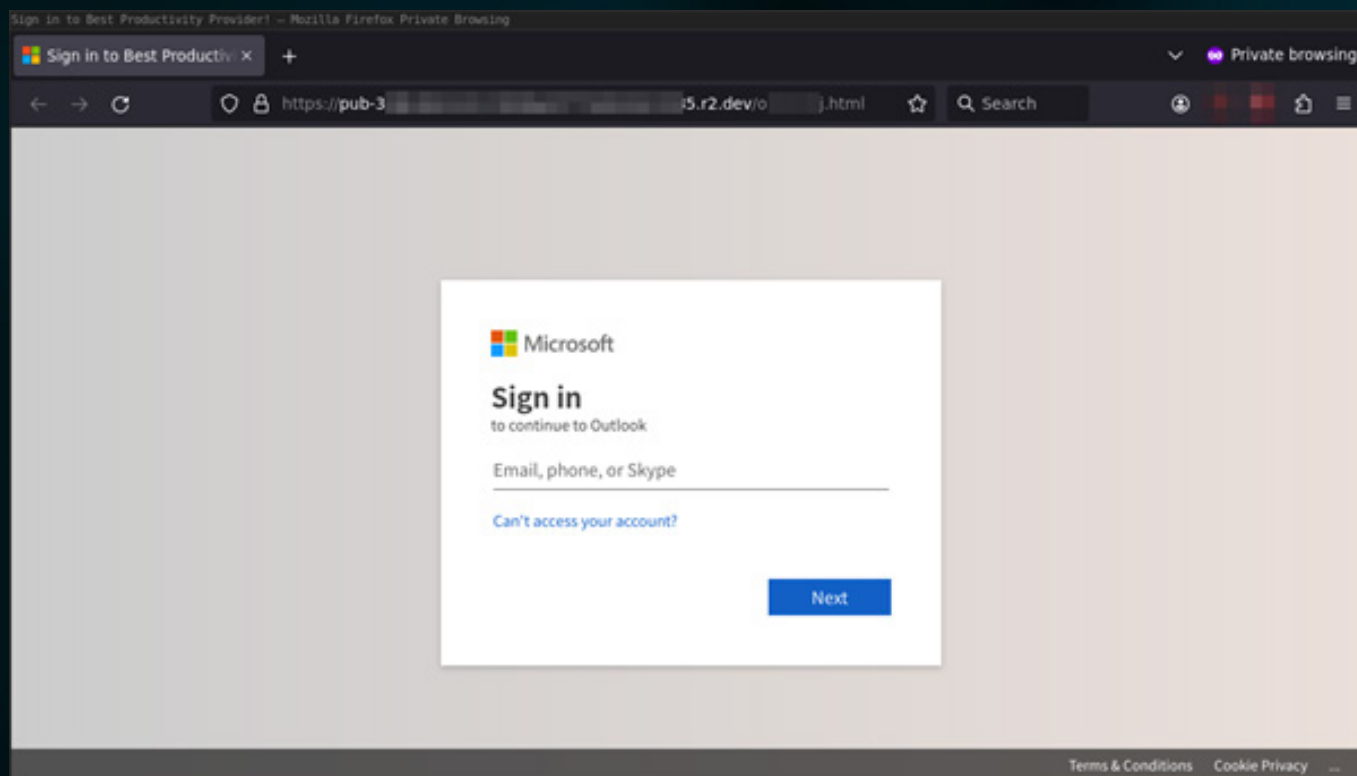 Sign in to Best Productivity Provider! — Mozilla Firefox Private Browsing
Sign in to Best Productivi
Private browsing
https://pub-3 5.r2.dev/o j.html
Search
Microsoft
Sign in
to continue to Outlook
Email, phone, or Skype
Can't access your account?
Next
Terms & Conditions Cookie Privacy ...